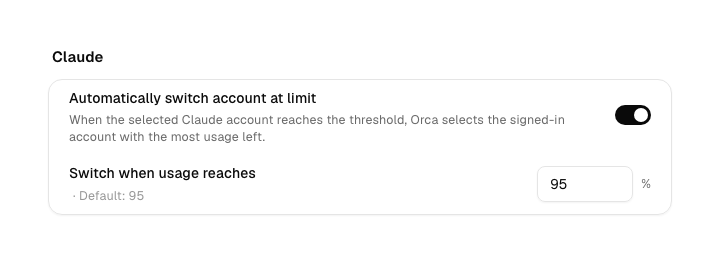 Claude
Automatically switch account at limit
When the selected Claude account reaches the threshold, Orca selects the signed-in
account with the most usage left.
Switch when usage reaches
95 %
· Default: 95